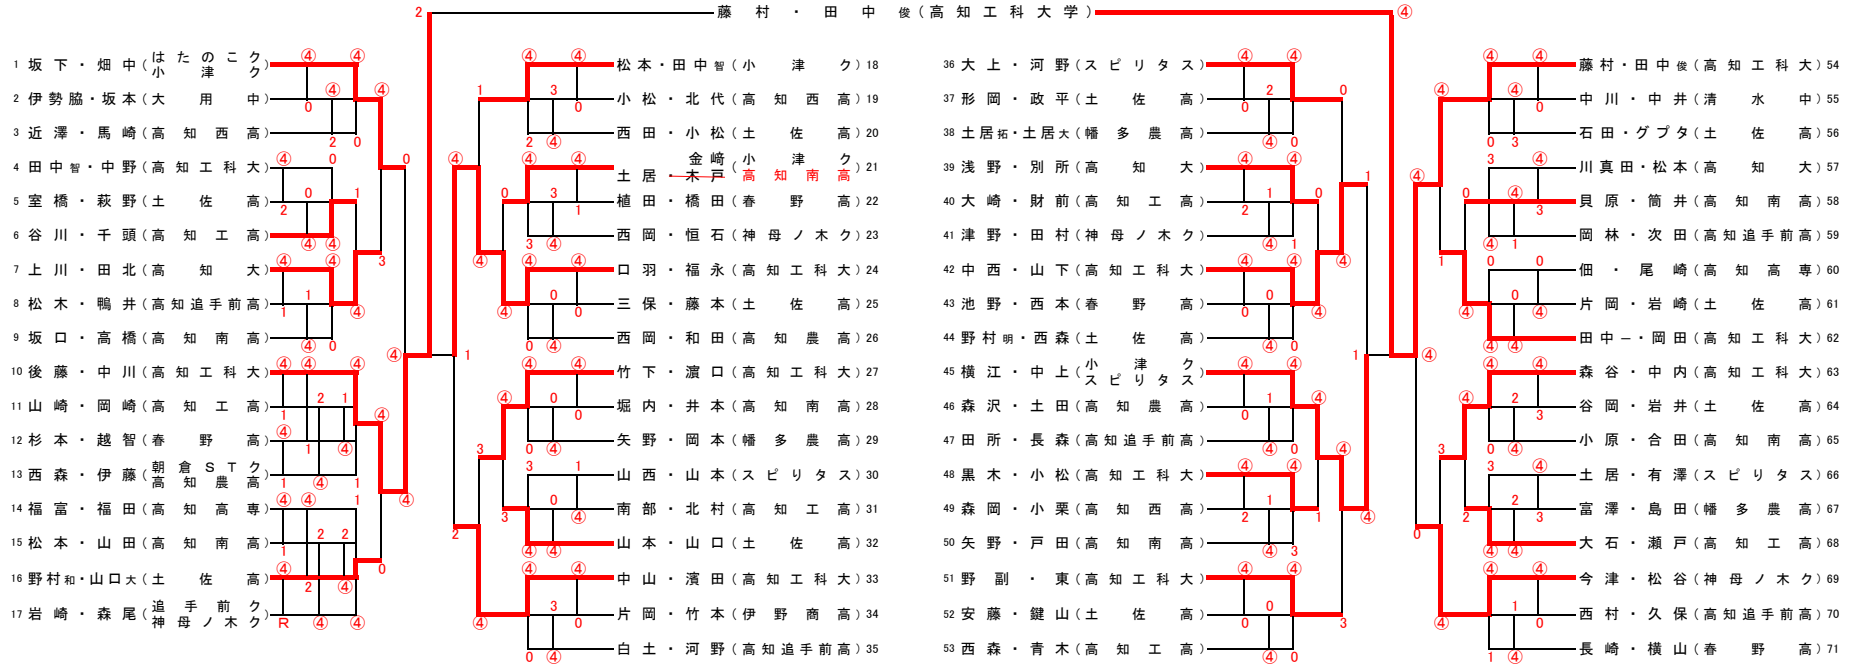 2 藤村・田中俊(高知工科大学) ④
1 坂下・畑中(はたのこク 小津ク)
2 伊勢脇・坂本(大用中)
3 近澤・馬崎(高知西高)
4 田中智・中野(高知工科大)
5 室橋・萩野(土佐高)
6 谷川・千頭(高知工高)
7 上川・田北(高知大)
8 松木・鴨井(高知追手前高)
9 坂口・高橋(高知南高)
10 後藤・中川(高知工科大)
11 山崎・岡崎(高知工高)
12 杉本・越智(春野高)
13 西森・伊藤(朝倉STク 高知農高)
14 福富・福田(高知高専)
15 松本・山田(高知南高)
16 野村和・山口大(土佐高)
17 岩崎・森尾(追手前ク 神母ノ木ク)
松本・田中智(小津ク)18
小松・北代(高知西高)19
西田・小松(土佐高)20
金﨑(小津ク)21
土居・木戸 高知南高
植田・橋田(春野高)22
西岡・恒石(神母ノ木ク)23
口羽・福永(高知工科大)24
三保・藤本(土佐高)25
西岡・和田(高知農高)26
竹下・濵口(高知工科大)27
堀内・井本(高知南高)28
矢野・岡本(幡多農高)29
山西・山本(スピリタス)30
南部・北村(高知工高)31
山本・山口(土佐高)32
中山・濱田(高知工科大)33
片岡・竹本(伊野商高)34
白土・河野(高知追手前高)35
36 大上・河野(スピリタス)
37 形岡・政平(土佐高)
38 土居拓・土居大(幡多農高)
39 浅野・別所(高知大)
40 大崎・財前(高知工高)
41 津野・田村(神母ノ木ク)
42 中西・山下(高知工科大)
43 池野・西本(春野高)
44 野村明・西森(土佐高)
45 横江・中上(小津ク スピリタス)
46 森沢・土田(高知農高)
47 田所・長森(高知追手前高)
48 黒木・小松(高知工科大)
49 森岡・小栗(高知西高)
50 矢野・戸田(高知南高)
51 野副・東(高知工科大)
52 安藤・鍵山(土佐高)
53 西森・青木(高知工高)
藤村・田中俊(高知工科大)54
中川・中井(清水中)55
石田・グプタ(土佐高)56
川真田・松本(高知大)57
貝原・筒井(高知南高)58
岡林・次田(高知追手前高)59
佃・尾崎(高知高専)60
片岡・岩崎(土佐高)61
田中一・岡田(高知工科大)62
森谷・中内(高知工科大)63
谷岡・岩井(土佐高)64
小原・合田(高知南高)65
土居・有澤(スピリタス)66
富澤・島田(幡多農高)67
大石・瀬戸(高知工高)68
今津・松谷(神母ノ木ク)69
西村・久保(高知追手前高)70
長崎・横山(春野高)71